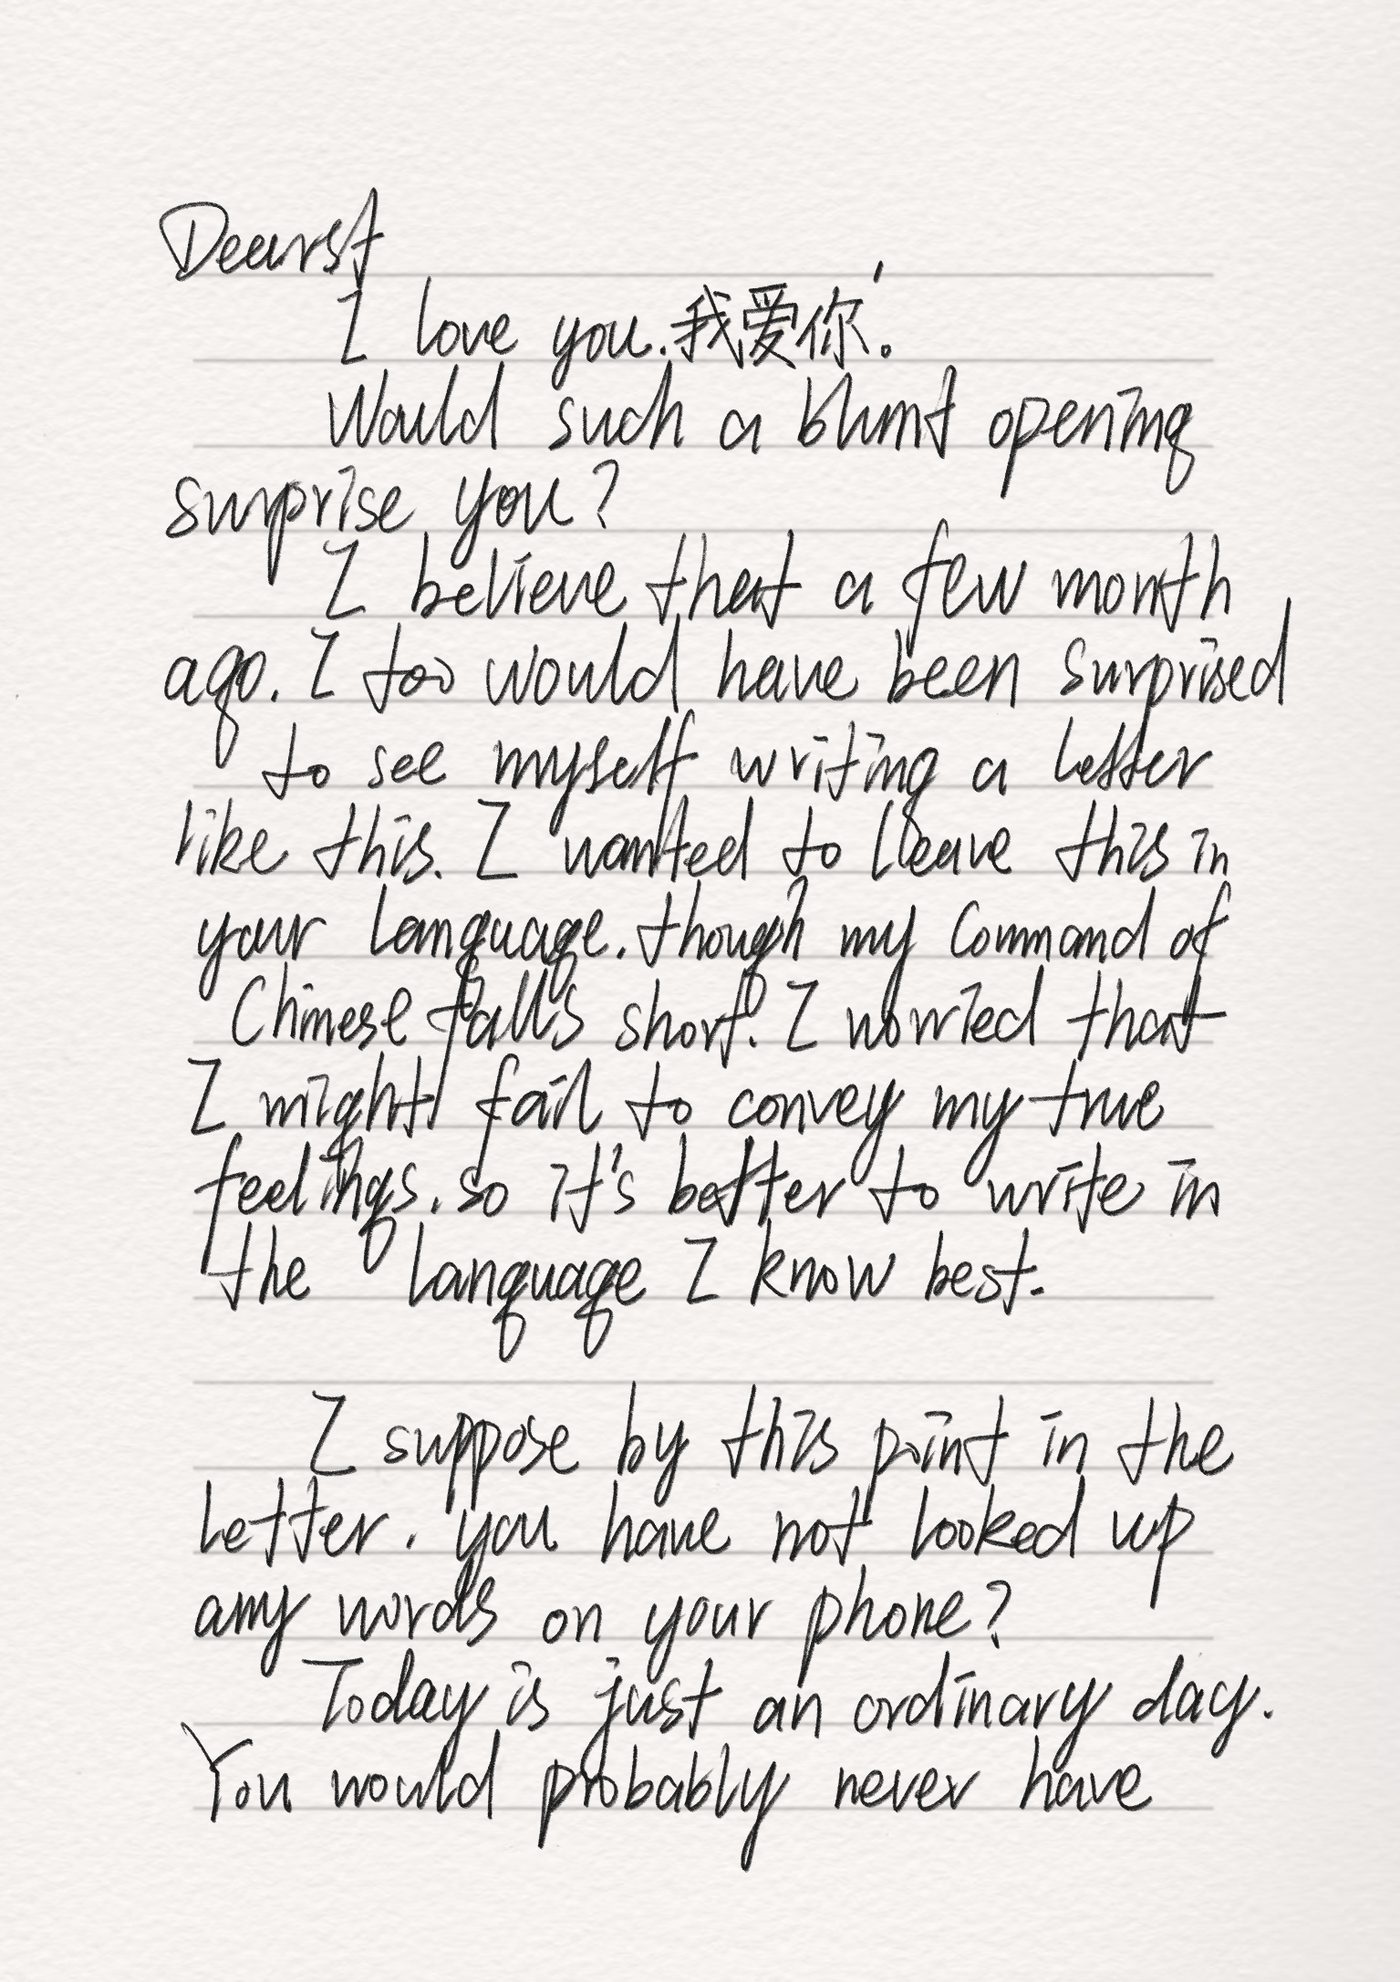 Dearst
I love you.我爱你'。
Would such a blunt opening
surprise you?
I believe that a few month
ago. I too would have been surprised
to see myself writing a letter
like this. I wanted to leave this in
your language. though my Command of
Chinese falls short. I worried that
I might fail to convey my true
feelings. so it's better to write in
the language I know best.
I suppose by this point in the
letter. you have not looked up
any words on your phone?
Today is just an ordinary day.
You would probably never have